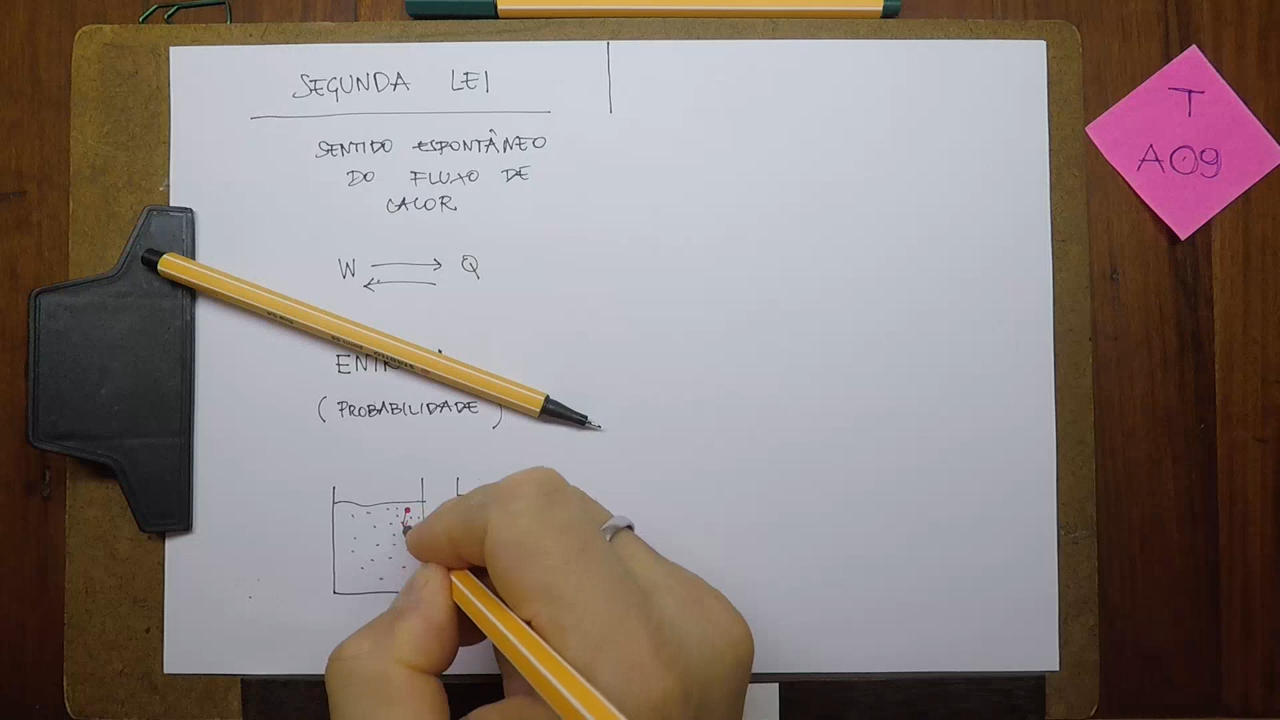 SEGUNDA LEI
SENTIDO ESPONTÂNEO
DO FLUXO DE
CALOR
W Q
(PROBABILIDADE)
T
A09